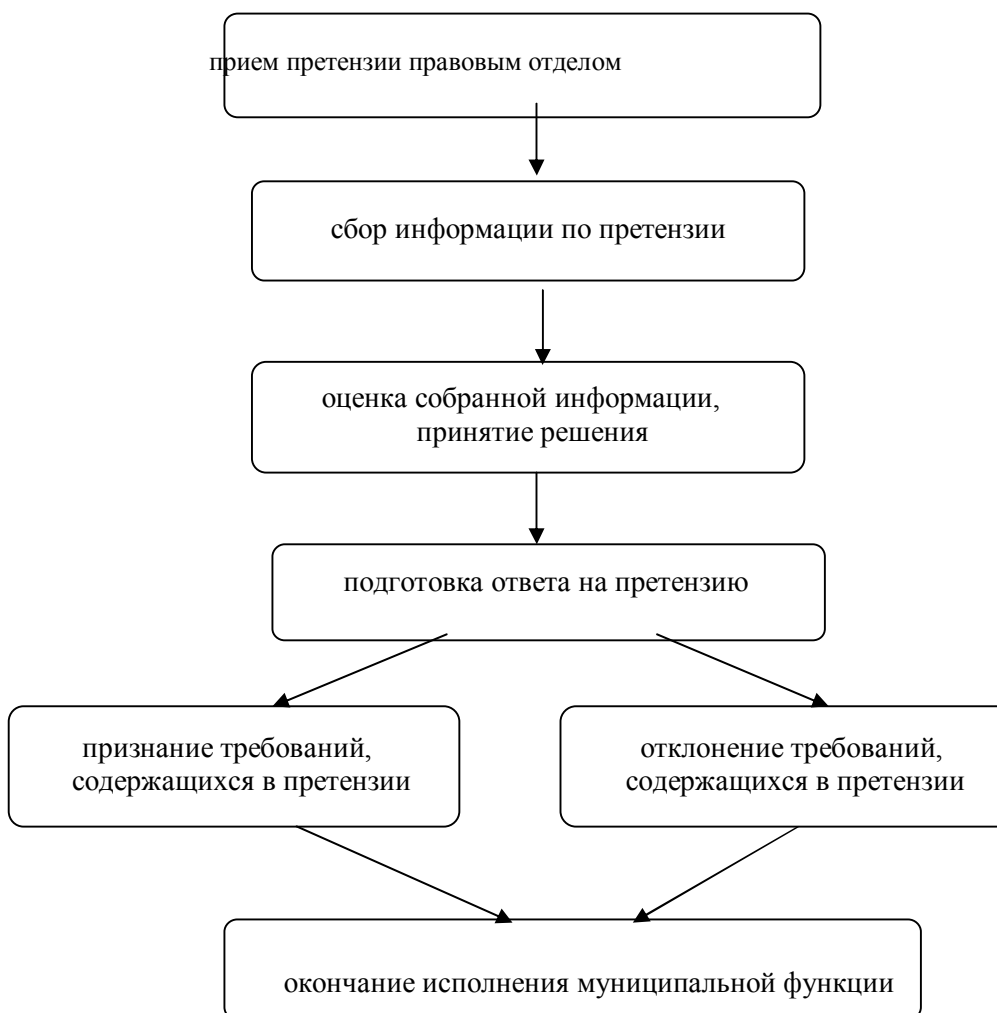 прием претензии правовым отделом
сбор информации по претензии
оценка собранной информации,
принятие решения
подготовка ответа на претензию
признание требований,
содержащихся в претензии
отклонение требований,
содержащихся в претензии
окончание исполнения муниципальной функции